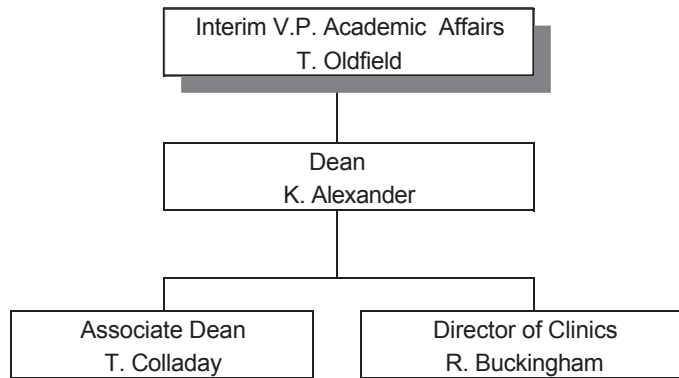 Interim V.P. Academic Affairs
T. Oldfield
Dean
K. Alexander
Associate Dean
T. Colladay
Director of Clinics
R. Buckingham